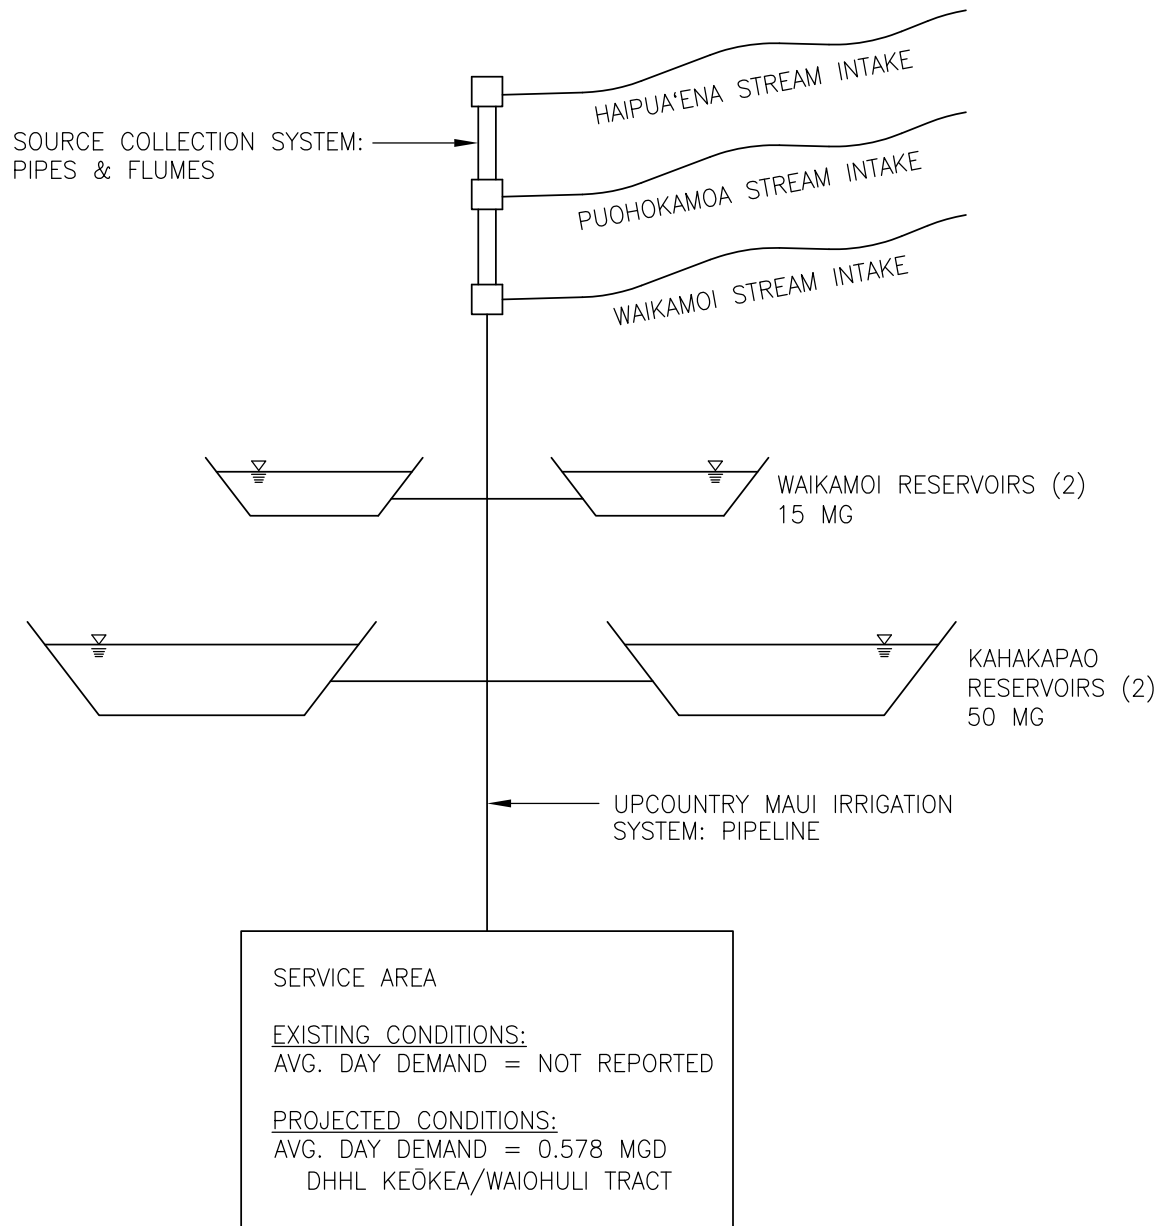 HAIPUAʻENA STREAM INTAKE
SOURCE COLLECTION SYSTEM:
PIPES & FLUMES
PUOHOKAMOA STREAM INTAKE
WAIKAMOI STREAM INTAKE
WAIKAMOI RESERVOIRS (2)
15 MG
KAHAKAPAO
RESERVOIRS (2)
50 MG
UPCOUNTRY MAUI IRRIGATION
SYSTEM: PIPELINE
SERVICE AREA
EXISTING CONDITIONS:
AVG. DAY DEMAND = NOT REPORTED
PROJECTED CONDITIONS:
AVG. DAY DEMAND = 0.578 MGD
DHHL KEŌKEA/WAIOHULI TRACT